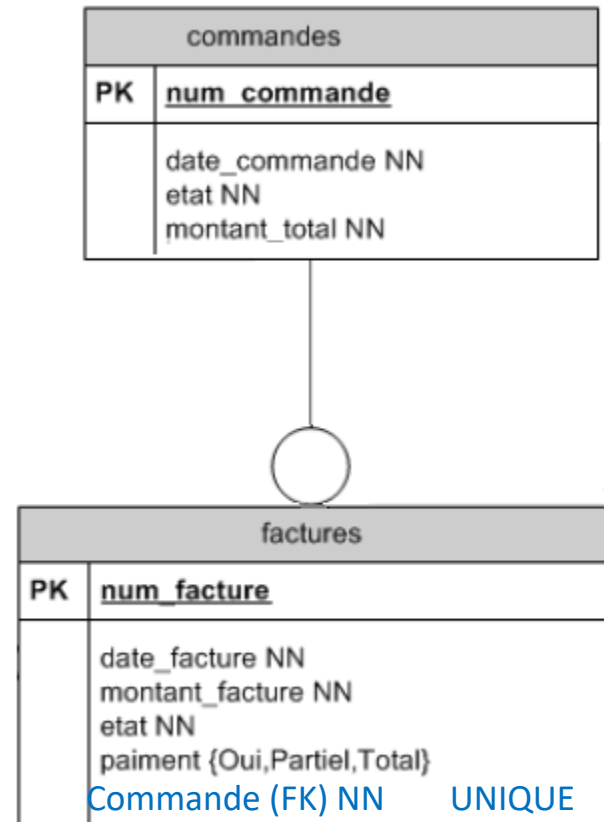 commandes
PK num_commande
date_commande NN
etat NN
montant_total NN
factures
PK num_facture
date_facture NN
montant_facture NN
etat NN
paiment {Oui,Partiel,Total}
Commande (FK) NN UNIQUE